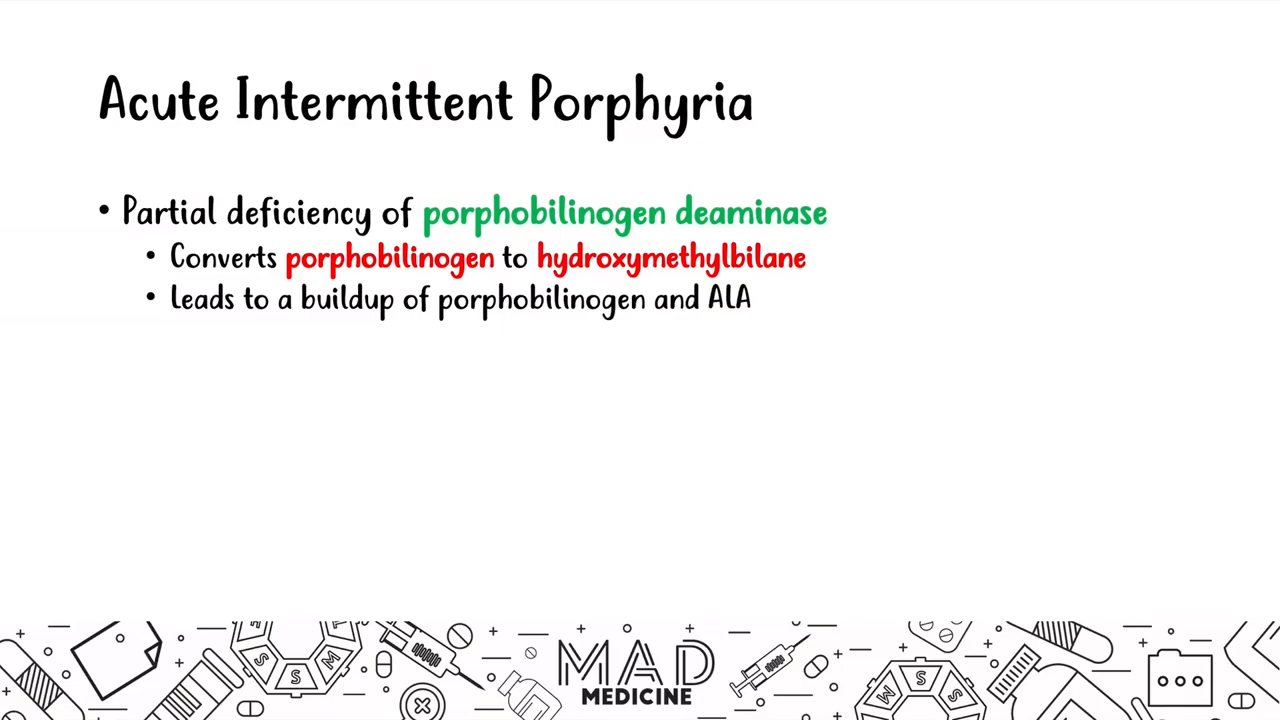 Acute Intermittent Porphyria
• Partial deficiency of porphobilinogen deaminase
• Converts porphobilinogen to hydroxymethylbilane
• Leads to a buildup of porphobilinogen and ALA
S S M
MAD
MEDICINE
M S S